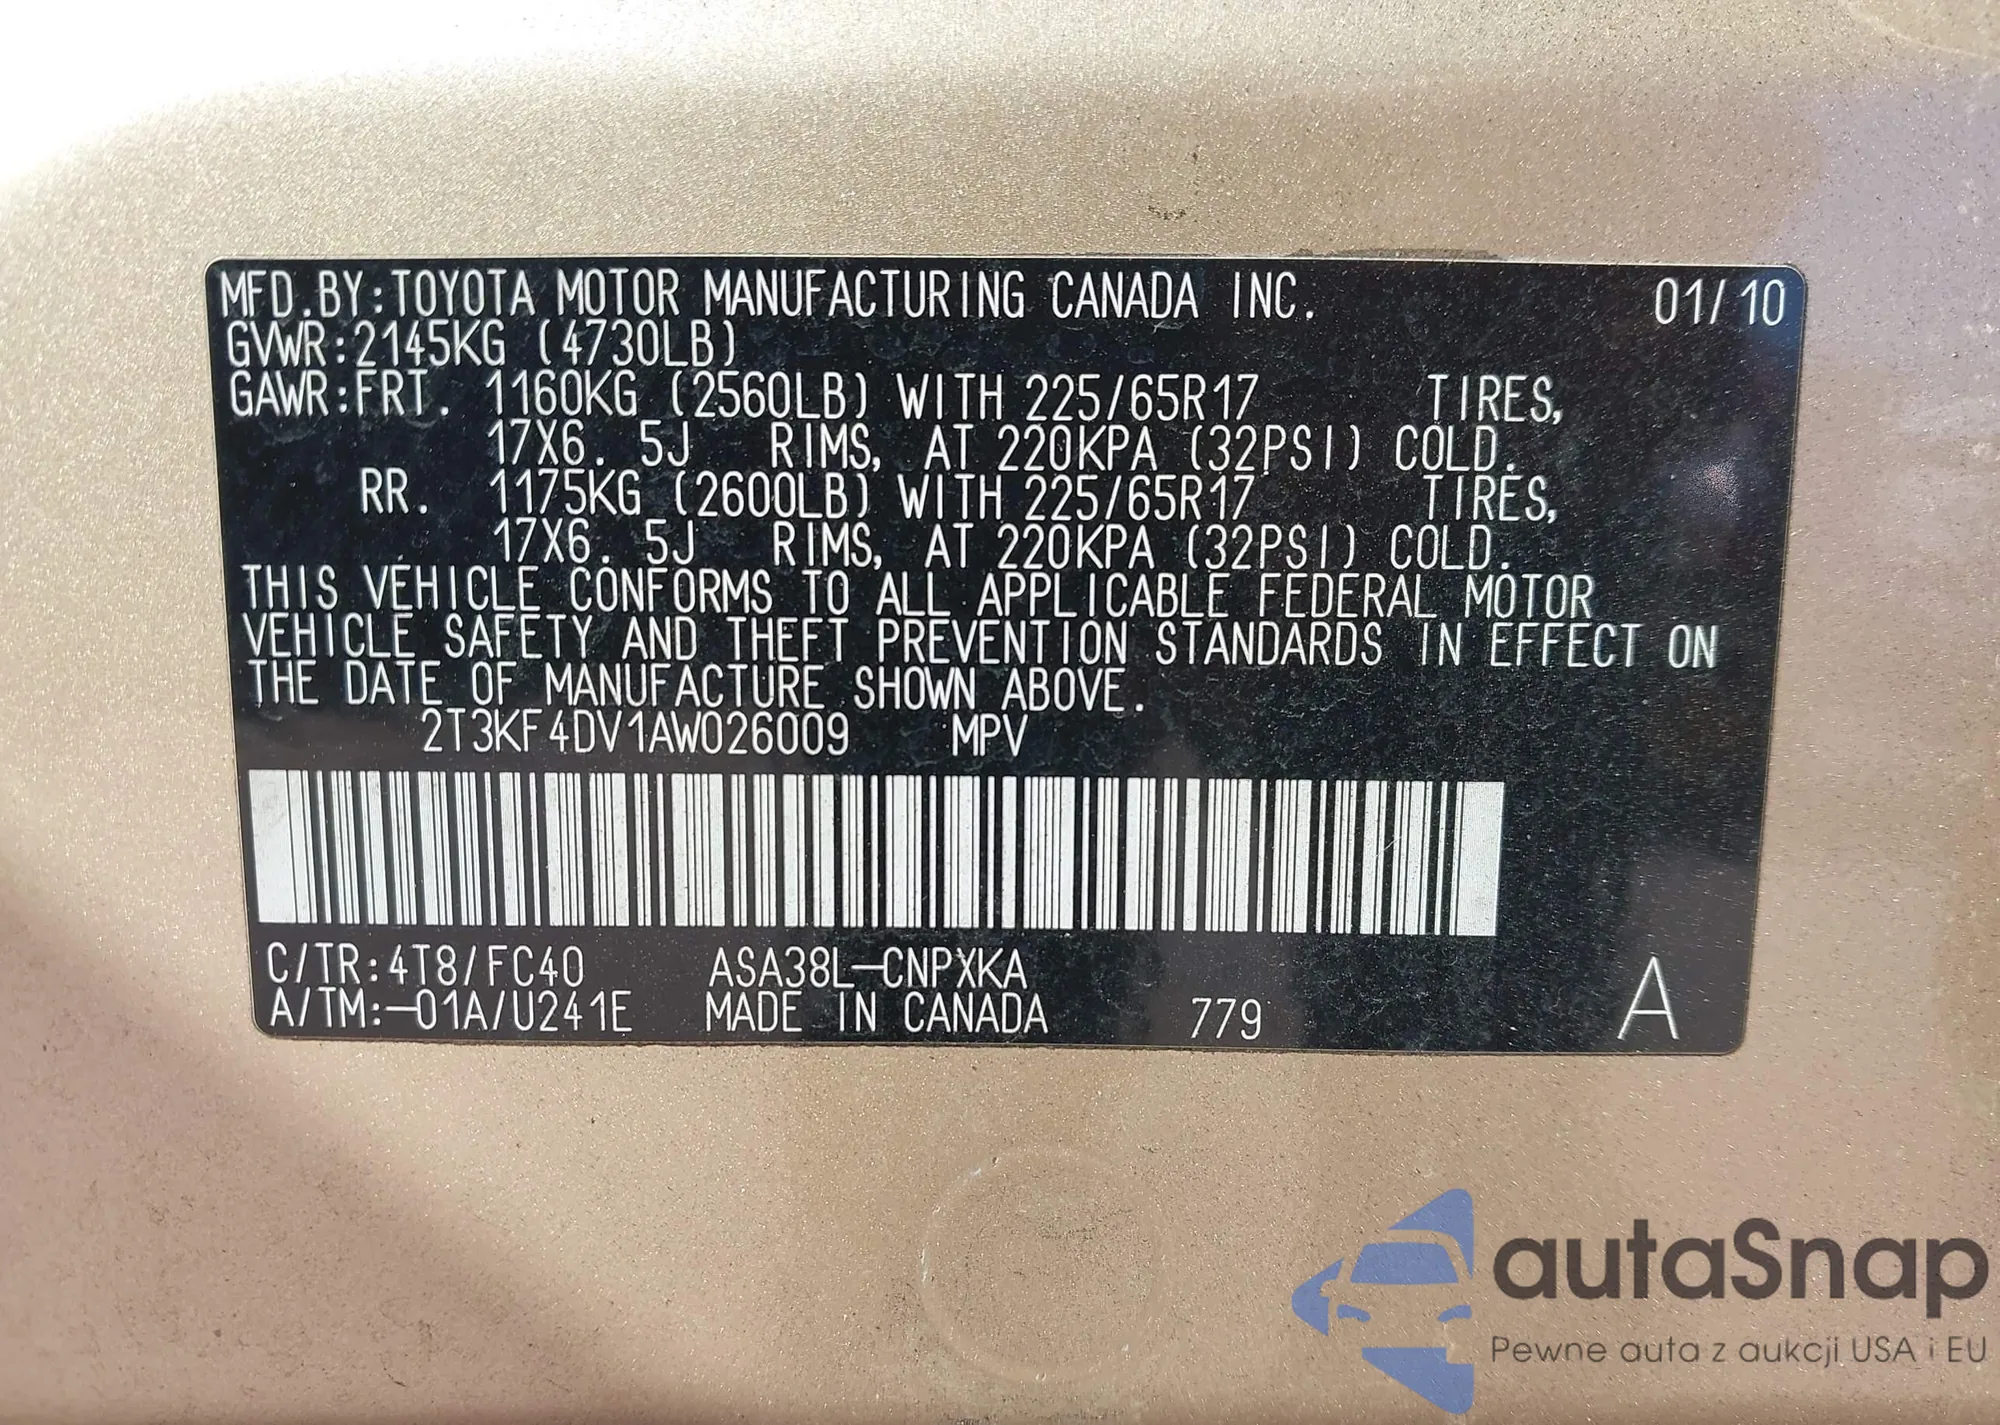 MFD.BY:TOYOTA MOTOR MANUFACTURING CANADA INC. 01/10
GVWR:2145KG (4730LB)
GAWR:FRT. 1160KG (2560LB) WITH 225/65R17 TIRES,
17X6. 5J RIMS, AT 220KPA (32PSI) COLD.
RR. 1175KG (2600LB) WITH 225/65R17 TIRES,
17X6. 5J RIMS, AT 220KPA (32PSI) COLD.
THIS VEHICLE CONFORMS TO ALL APPLICABLE FEDERAL MOTOR
VEHICLE SAFETY AND THEFT PREVENTION STANDARDS IN EFFECT ON
THE DATE OF MANUFACTURE SHOWN ABOVE.
2T3KF4DV1AW026009 MPV
C/TR:4T8/FC40 ASA38L-CNPXKA
A/TM:-01A/U241E MADE IN CANADA 779 A
autaSnap
Pewne auta z aukcji USA i EU